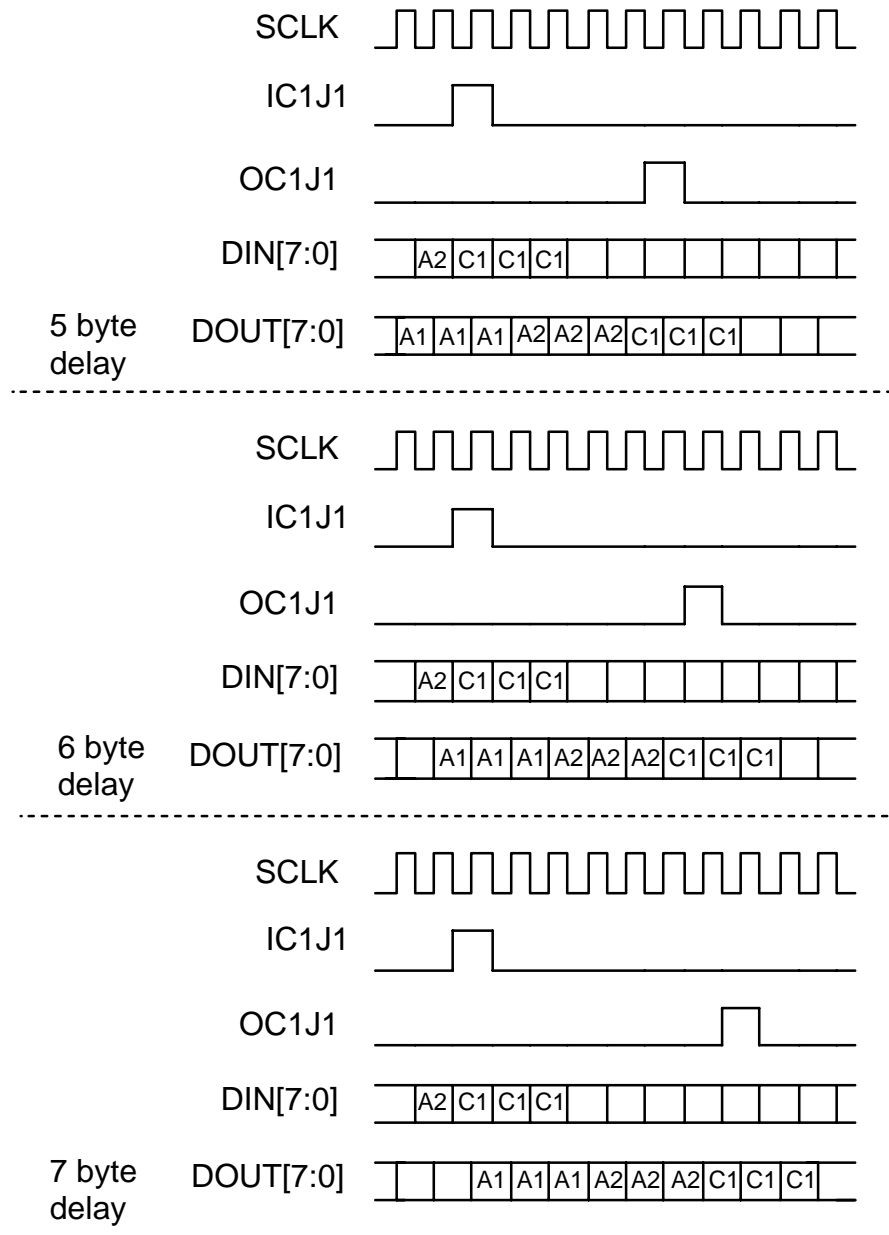 SCLK
IC1J1
OC1J1
DIN[7:0] A2 C1 C1 C1
5 byte delay DOUT[7:0] A1 A1 A1 A2 A2 A2 C1 C1 C1
SCLK
IC1J1
OC1J1
DIN[7:0] A2 C1 C1 C1
6 byte delay DOUT[7:0] A1 A1 A1 A2 A2 A2 C1 C1 C1
SCLK
IC1J1
OC1J1
DIN[7:0] A2 C1 C1 C1
7 byte delay DOUT[7:0] A1 A1 A1 A2 A2 A2 C1 C1 C1